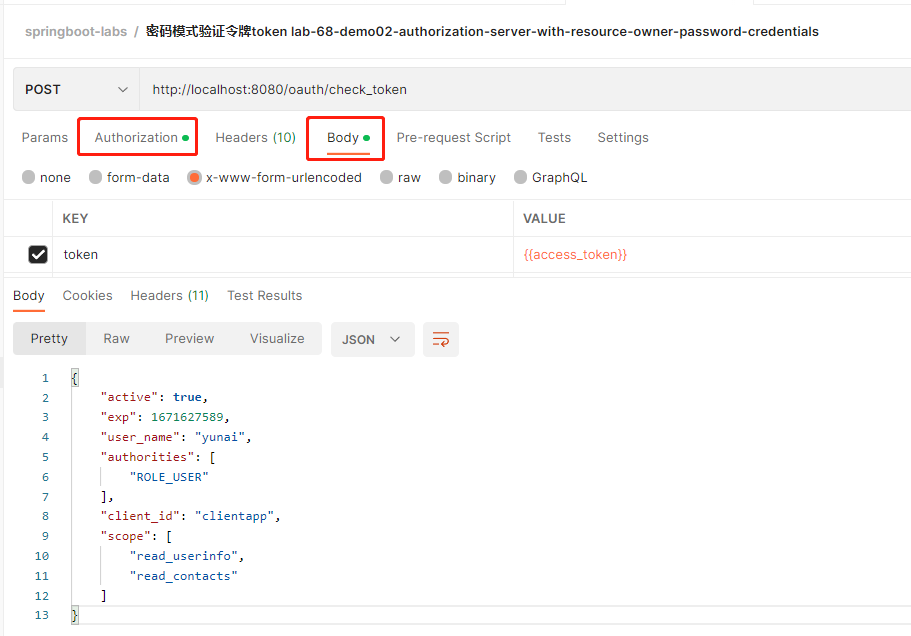 springboot-labs / 密码模式验证令牌token lab-68-demo02-authorization-server-with-resource-owner-password-credentials
POST http://localhost:8080/oauth/check_token
Params Authorization Headers (10) Body Pre-request Script Tests Settings
none form-data x-www-form-urlencoded raw binary GraphQL
KEY VALUE
token {{access_token}}
Body Cookies Headers (11) Test Results
Pretty Raw Preview Visualize JSON
1 {
2 "active": true,
3 "exp": 1671627589,
4 "user_name": "yunai",
5 "authorities": [
6 "ROLE_USER"
7 ],
8 "client_id": "clientapp",
9 "scope": [
10 "read_userinfo",
11 "read_contacts"
12 ]
13 }